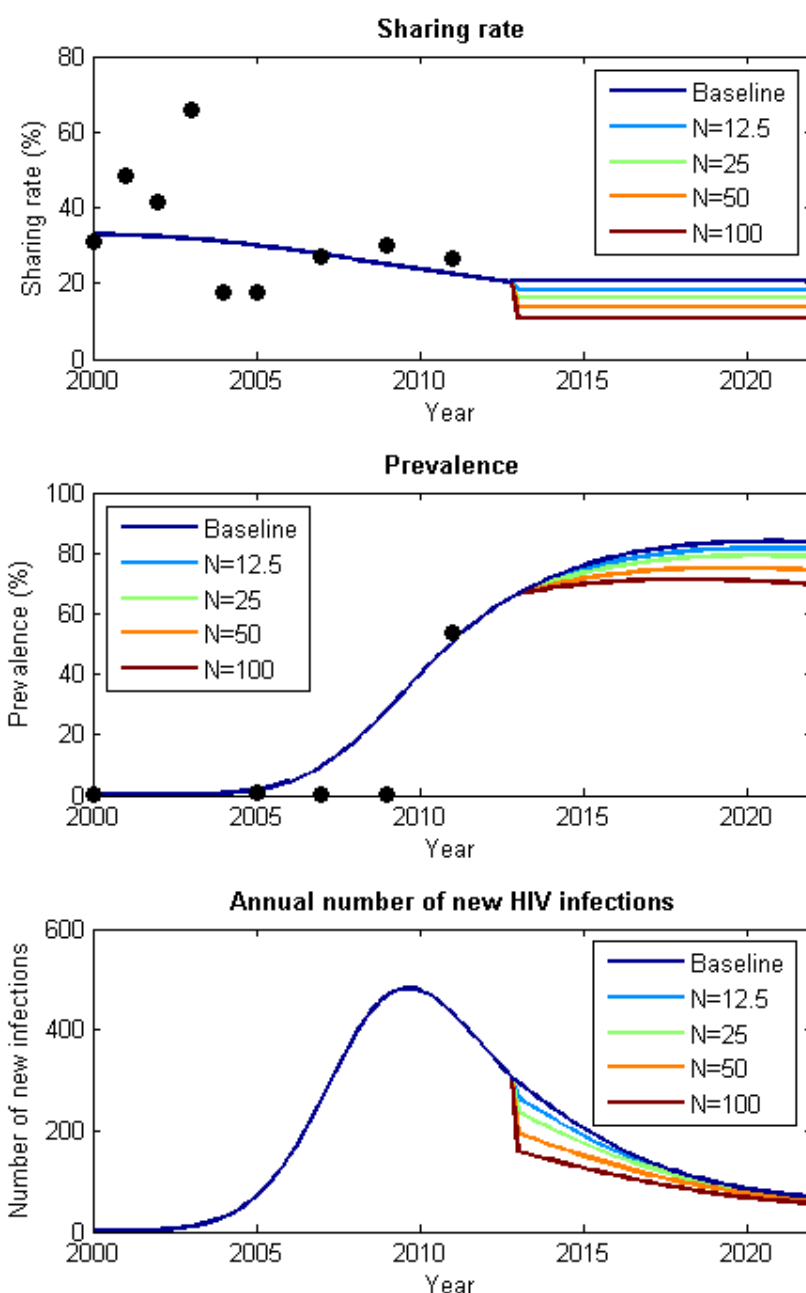 Sharing rate
Sharing rate (%)
80
60
40
20
0
Baseline
N=12.5
N=25
N=50
N=100
2000 2005 2010 2015 2020
Year
Prevalence
Prevalence (%)
100
80
60
40
20
0
Baseline
N=12.5
N=25
N=50
N=100
2000 2005 2010 2015 2020
Year
Annual number of new HIV infections
Number of new infections
600
400
200
0
Baseline
N=12.5
N=25
N=50
N=100
2000 2005 2010 2015 2020
Year